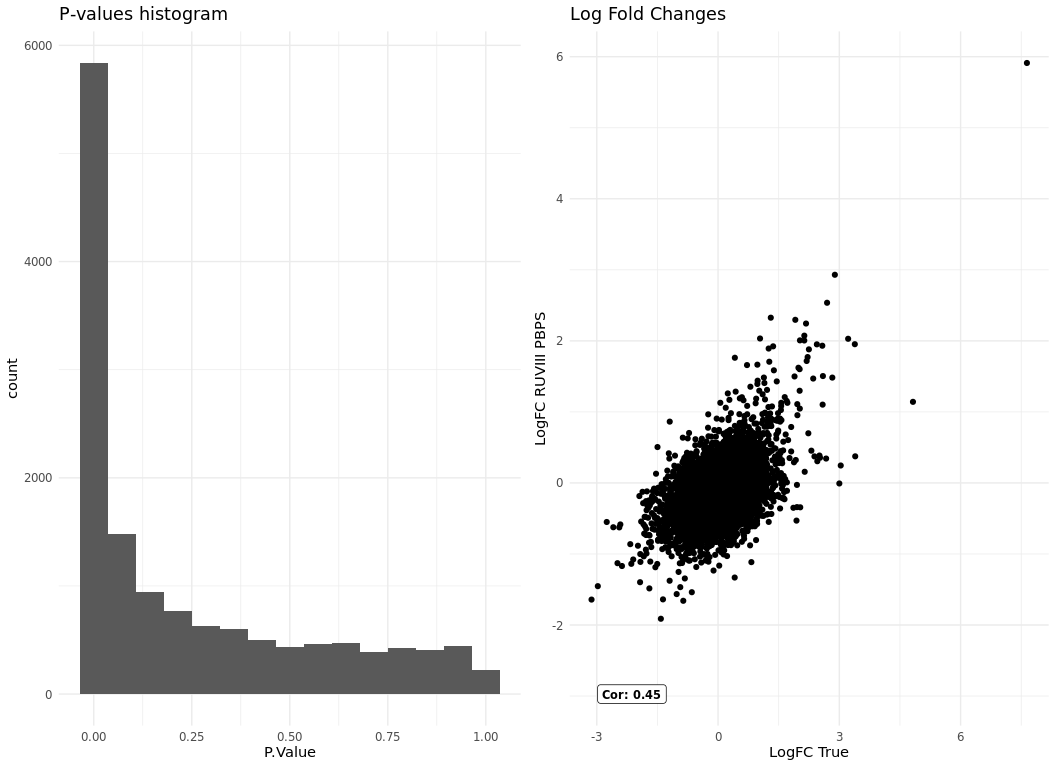 P-values histogram
6000
4000
2000
0
count
0.00 0.25 0.50 0.75 1.00
P.Value
Log Fold Changes
6
4
2
0
-2
LogFC RUVIII PBPS
Cor: 0.45
-3 0 3 6
LogFC True